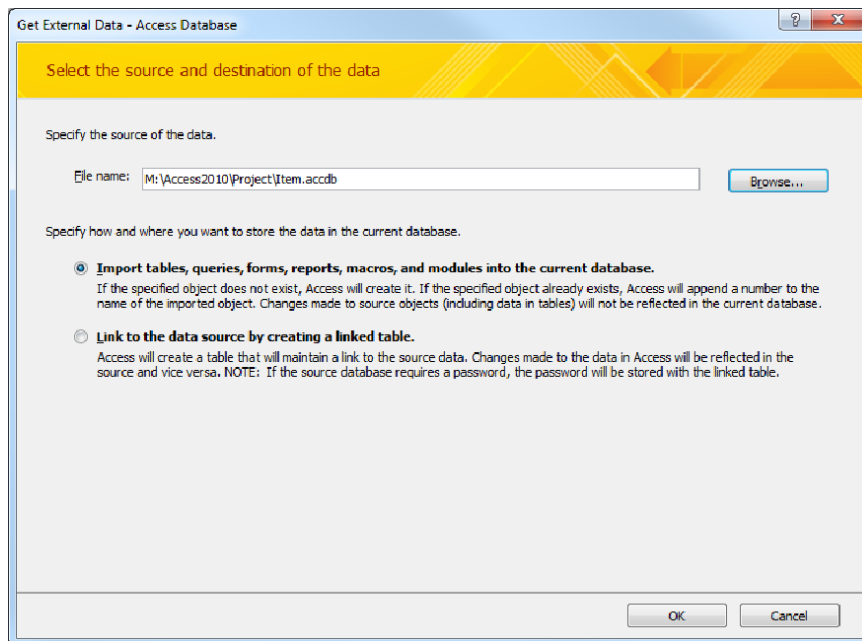 Get External Data - Access Database
Select the source and destination of the data
Specify the source of the data.
File name: M:\Access2010\Project\Item.accdb Browse...
Specify how and where you want to store the data in the current database.
Import tables, queries, forms, reports, macros, and modules into the current database.
If the specified object does not exist, Access will create it. If the specified object already exists, Access will append a number to the
name of the imported object. Changes made to source objects (including data in tables) will not be reflected in the current database.
Link to the data source by creating a linked table.
Access will create a table that will maintain a link to the source data. Changes made to the data in Access will be reflected in the
source and vice versa. NOTE: If the source database requires a password, the password will be stored with the linked table.
OK Cancel